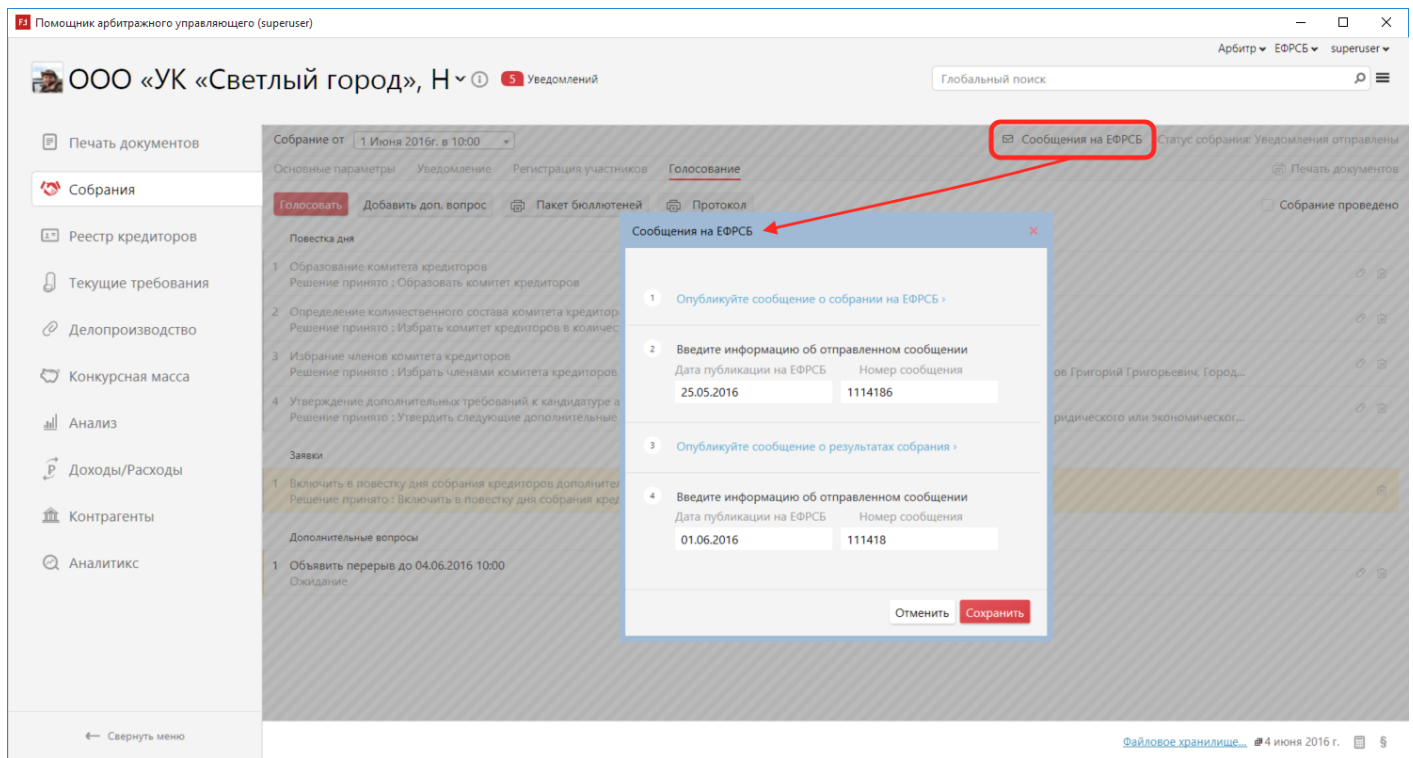 Помощник арбитражного управляющего (superuser)
Арбитр ЕФРСБ superuser
ООО «УК «Светлый город», Н 5 Уведомлений
Глобальный поиск
Печать документов
Собрания
Реестр кредиторов
Текущие требования
Делопроизводство
Конкурсная масса
Анализ
Доходы/Расходы
Контрагенты
Аналитикс
Свернуть меню
Собрание от 1 Июня 2016г. в 10:00 Сообщения на ЕФРСБ Статус собрания: Уведомления отправлены
Основные параметры Уведомление Регистрация участников Голосование Печать документов
Голосовать Добавить доп. вопрос Пакет бюллютеней Протокол Собрание проведено
Повестка дня
1 Образование комитета кредиторов
Решение принято : Образовать комитет кредиторов
2 Определение количественного состава комитета кредитор
Решение принято : Избрать комитет кредиторов в количес
3 Избрание членов комитета кредиторов
Решение принято : Избрать членами комитета кредиторов ов Григорий Григорьевич, Город...
4 Утверждение дополнительных требований к кандидатуре а
Решение принято : Утвердить следующие дополнительные ридического или экономическог...
Заявки
1 Включить в повестку дня собрания кредиторов дополнител
Решение принято : Включить в повестку дня собрания кред
Дополнительные вопросы
1 Объявить перерыв до 04.06.2016 10:00
Ожидание
Сообщения на ЕФРСБ
1 Опубликуйте сообщение о собрании на ЕФРСБ ›
2 Введите информацию об отправленном сообщении
Дата публикации на ЕФРСБ Номер сообщения
25.05.2016 1114186
3 Опубликуйте сообщение о результатах собрания ›
4 Введите информацию об отправленном сообщении
Дата публикации на ЕФРСБ Номер сообщения
01.06.2016 111418
Отменить Сохранить
Файловое хранилище... 4 июня 2016 г. §